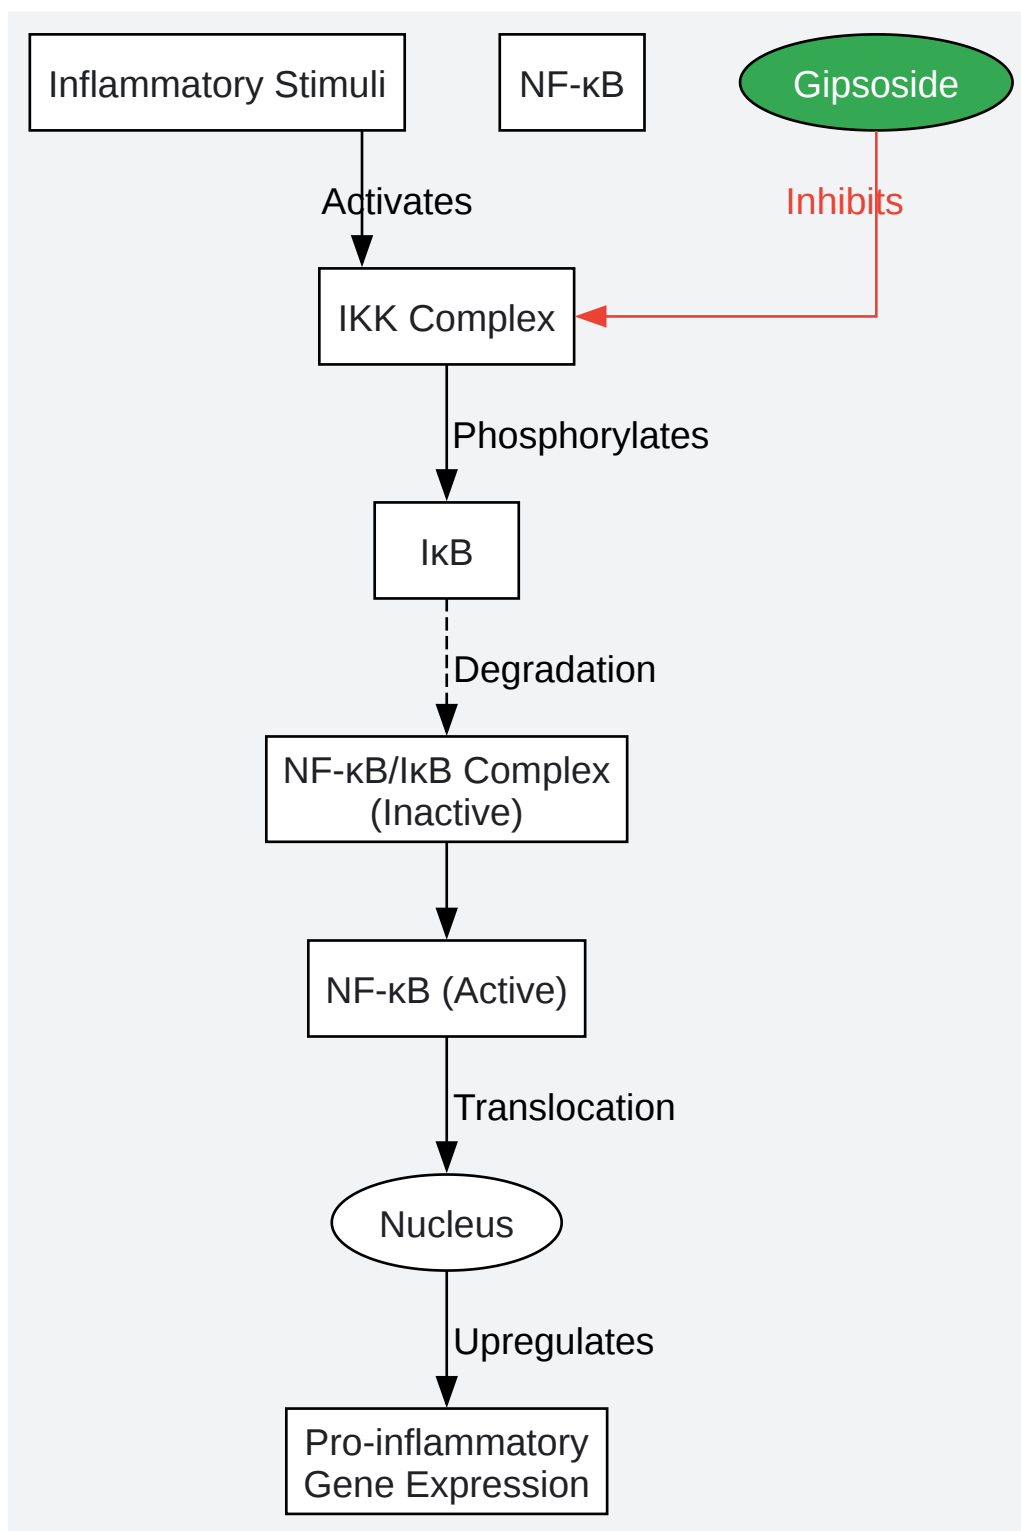 Inflammatory Stimuli
NF-κB
Gipsoside
Activates
Inhibits
IKK Complex
Phosphorylates
IκB
Degradation
NF-κB/IκB Complex
(Inactive)
NF-κB (Active)
Translocation
Nucleus
Upregulates
Pro-inflammatory
Gene Expression